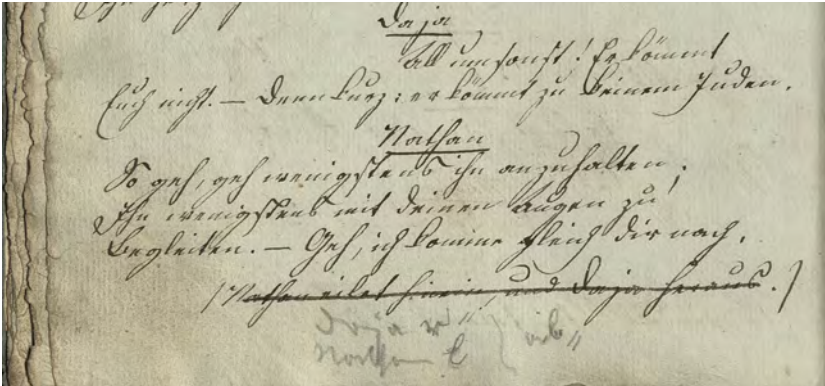 Daja
All umsonst! Er kömmt
Euch nicht. — Denn kurz: er kömmt zu keinem Juden.
Nathan
So geh, geh wenigstens ihn anzuhalten;
Ihn wenigstens mit deinen Augen zu
Begleiten. — Geh, ich komme gleich dir nach.
(Nathan eilet hinein, und Daja heraus.)
Daja r
Nathan l } ab